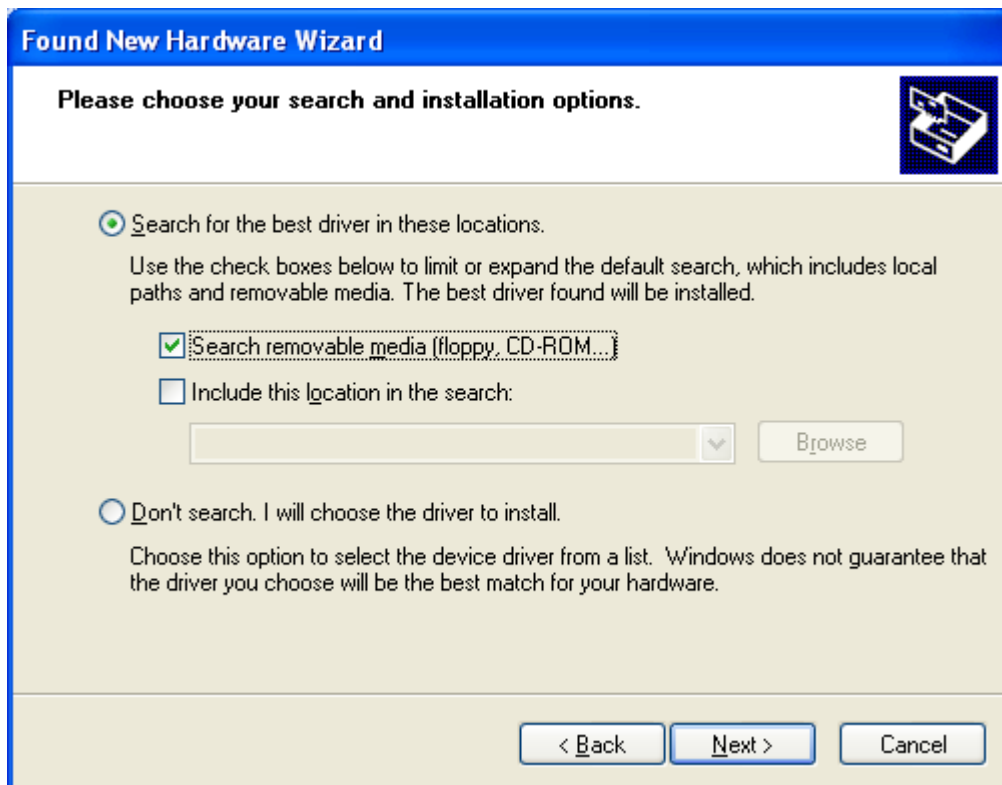 Found New Hardware Wizard
Please choose your search and installation options.
Search for the best driver in these locations.
Use the check boxes below to limit or expand the default search, which includes local
paths and removable media. The best driver found will be installed.
Search removable media (floppy, CD-ROM...)
Include this location in the search:
Browse
Don't search. I will choose the driver to install.
Choose this option to select the device driver from a list.  Windows does not guarantee that
the driver you choose will be the best match for your hardware.
< Back Next > Cancel